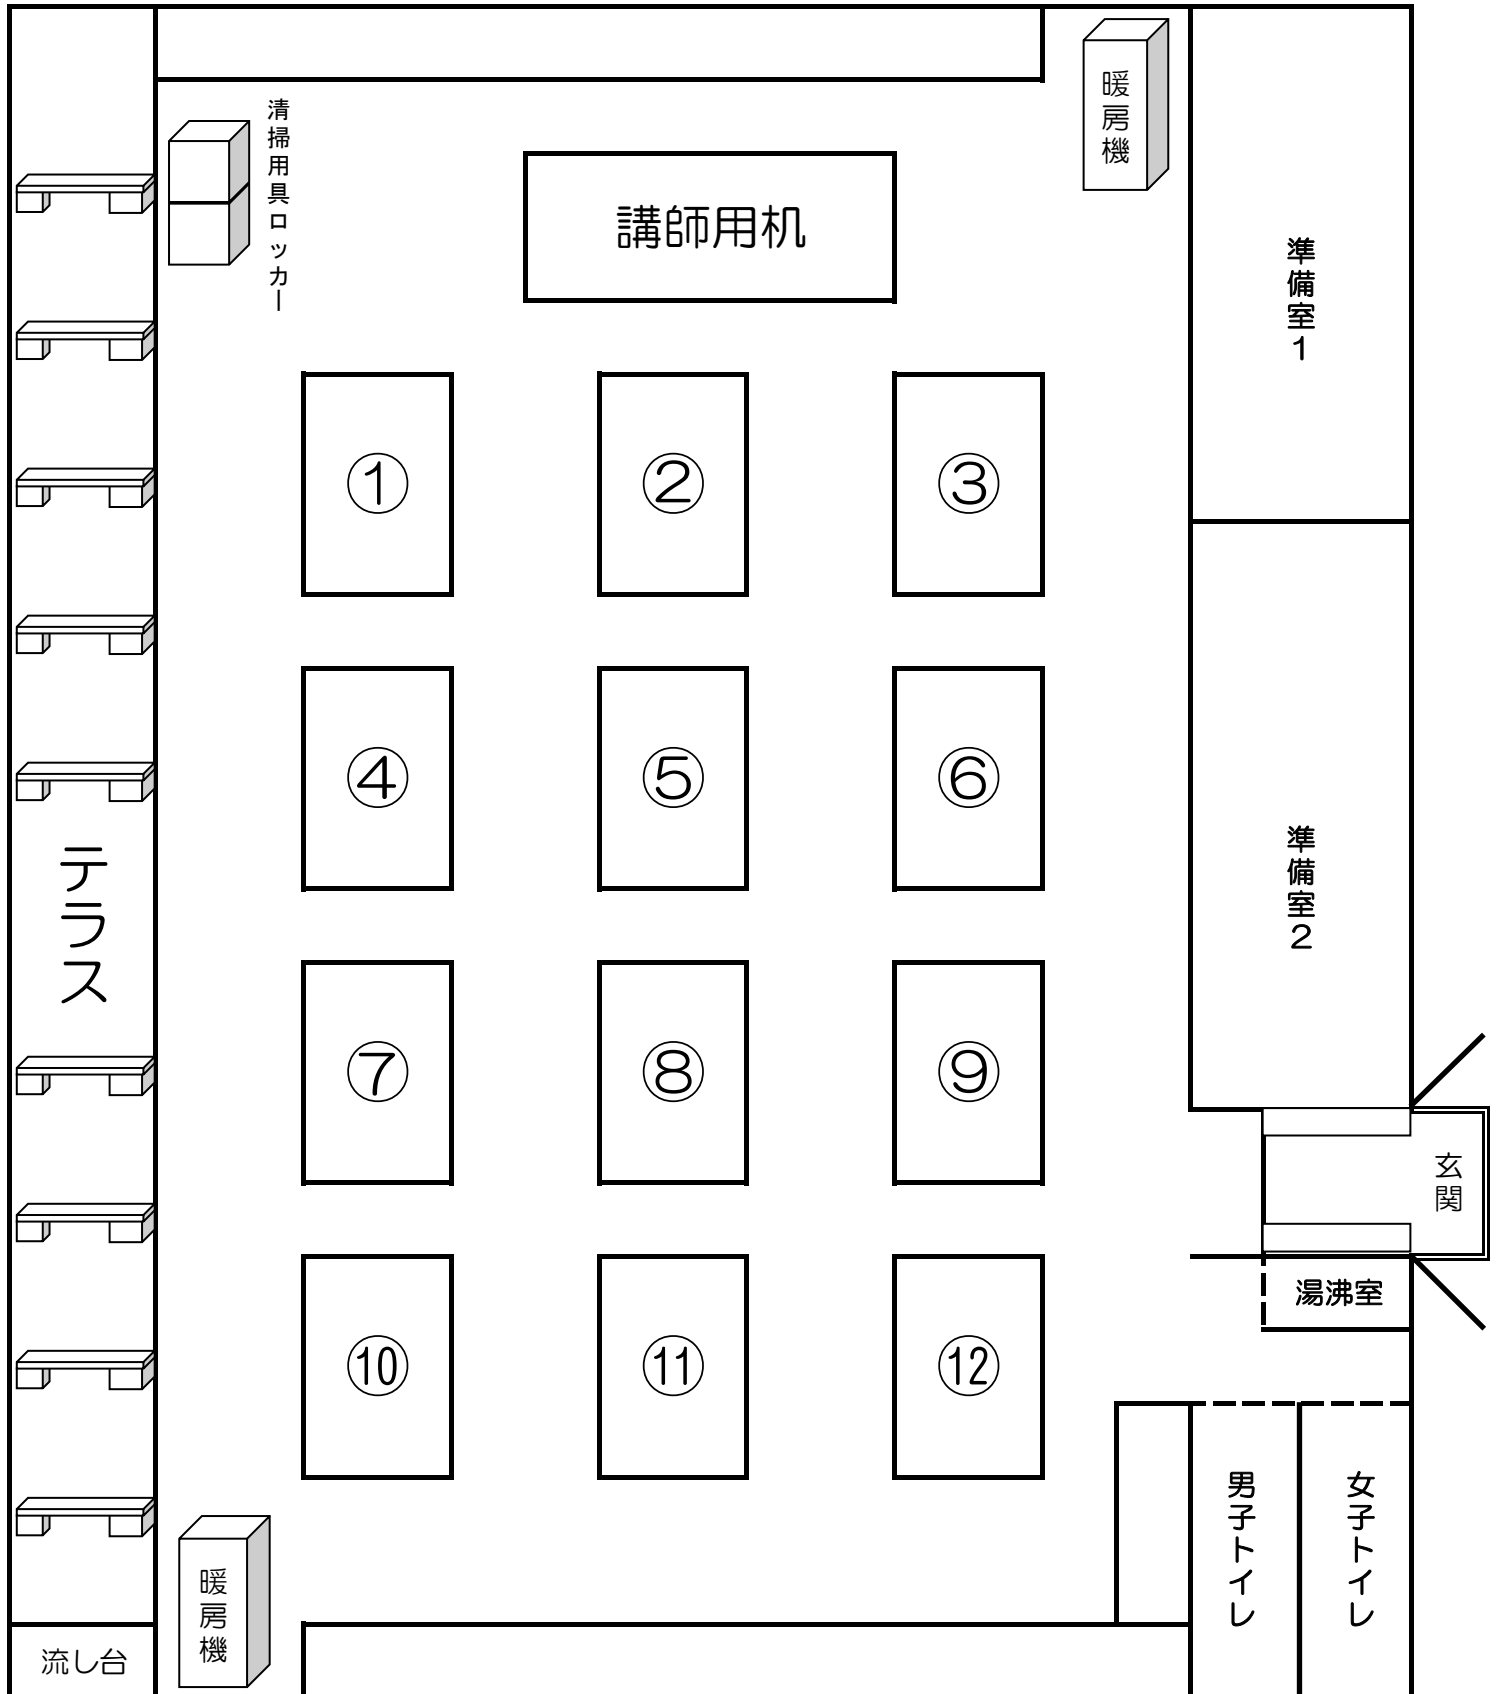 暖房機
清掃用具ロッカー
講師用机
準備室1
①
②
③
④
⑤
⑥
準備室2
テラス
⑦
⑧
⑨
玄関
湯沸室
⑩
⑪
⑫
男子トイレ
女子トイレ
暖房機
流し台